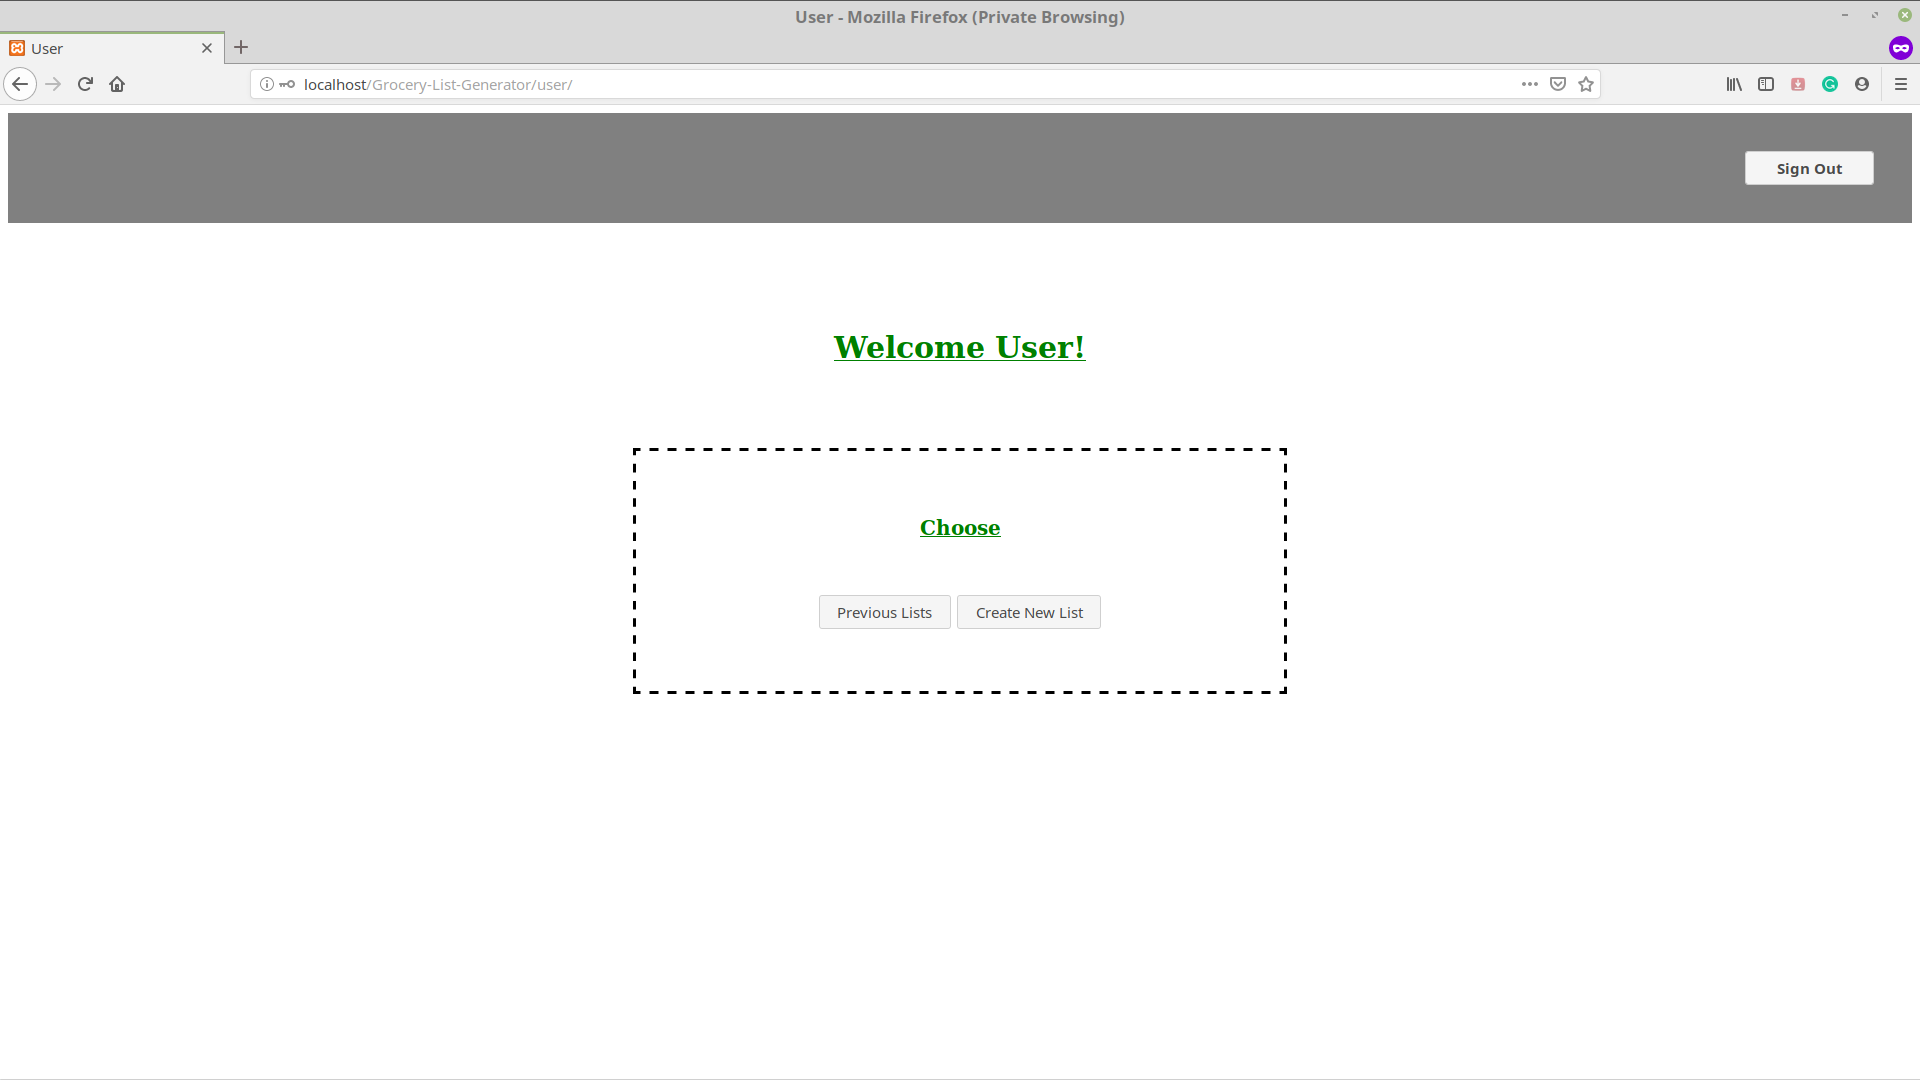 User - Mozilla Firefox (Private Browsing)
User
localhost/Grocery-List-Generator/user/
Sign Out
Welcome User!
Choose
Previous Lists Create New List